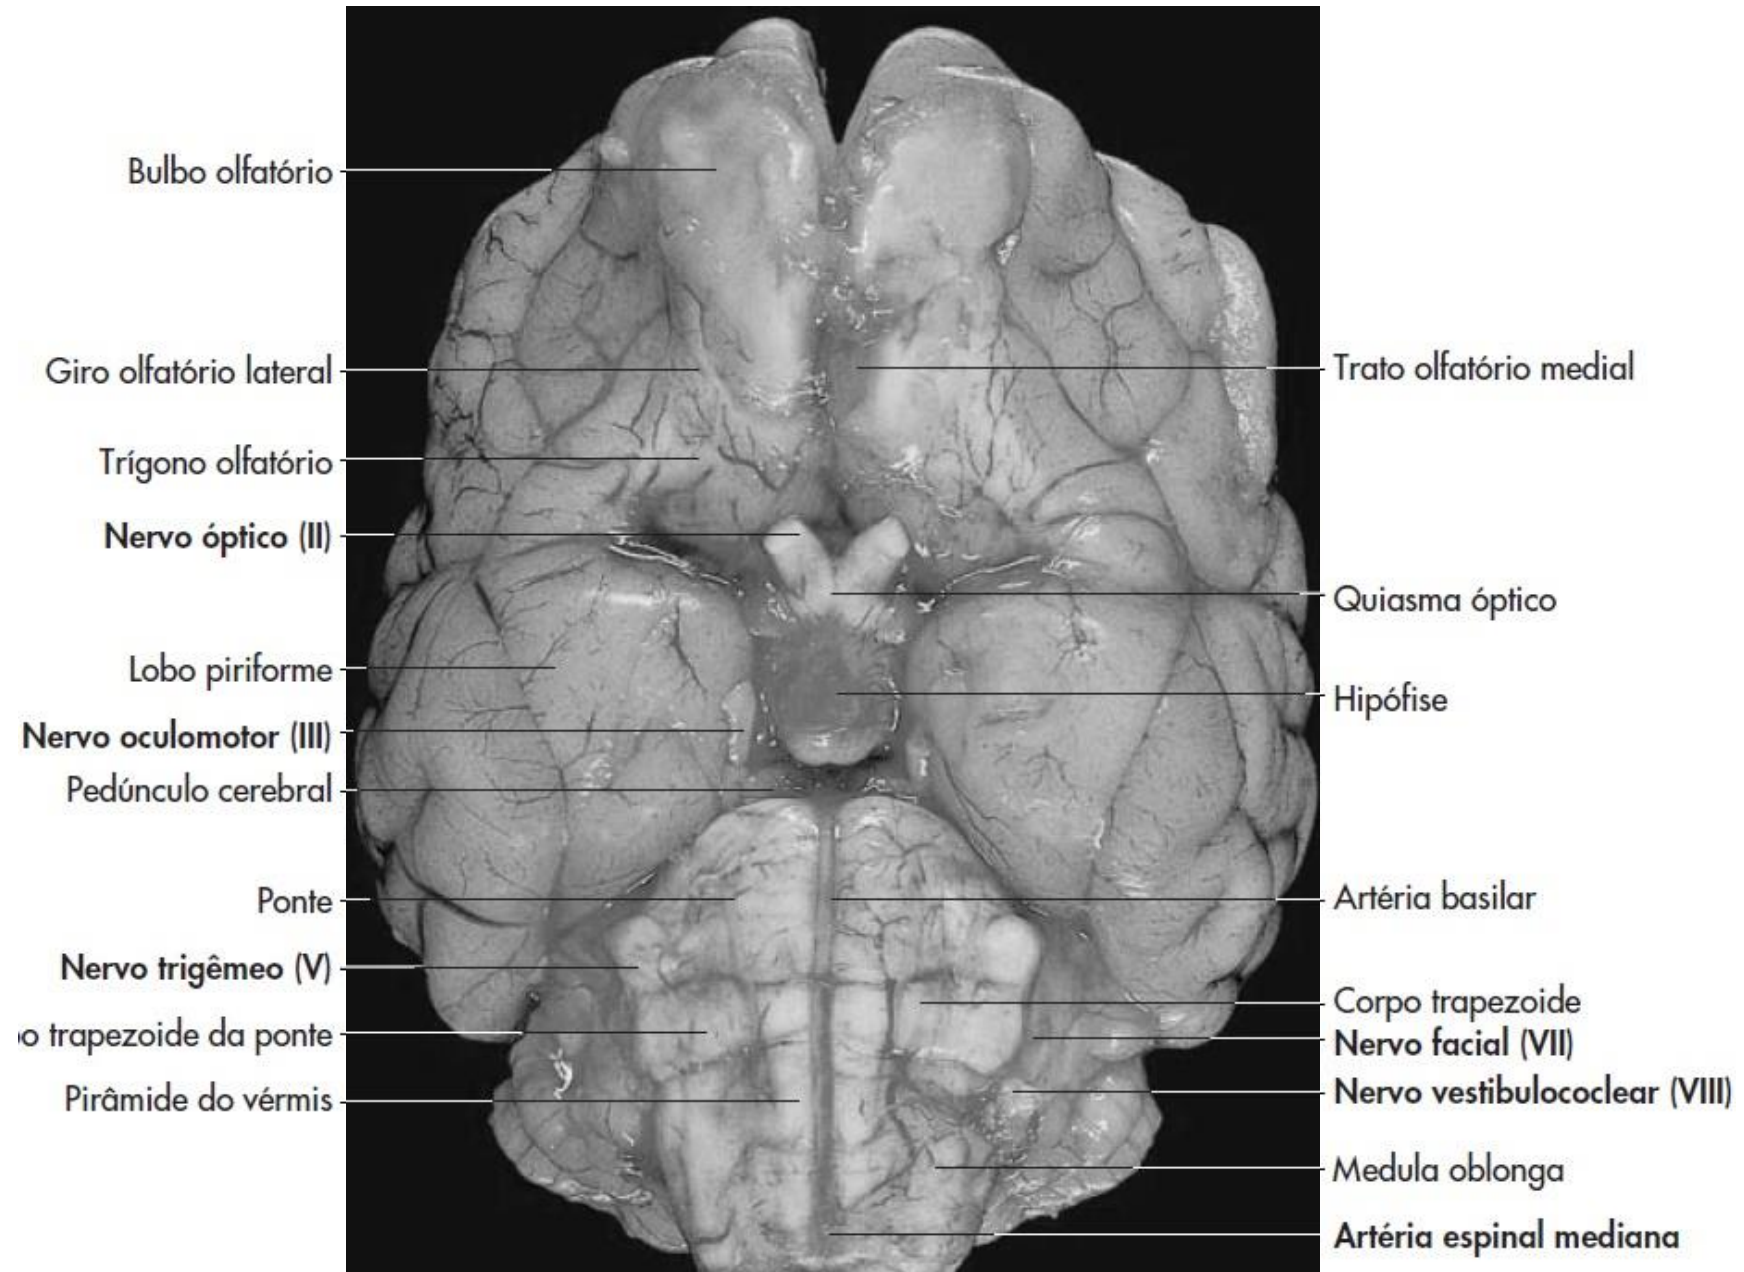 Bulbo olfatório
Giro olfatório lateral
Trígono olfatório
Nervo óptico (II)
Lobo piriforme
Nervo oculomotor (III)
Pedúnculo cerebral
Ponte
Nervo trigêmeo (V)
trapezoide da ponte
Pirâmide do vérmis
Trato olfatório medial
Quiasma óptico
Hipófise
Artéria basilar
Corpo trapezoide
Nervo facial (VII)
Nervo vestibulococlear (VIII)
Medula oblonga
Artéria espinal mediana